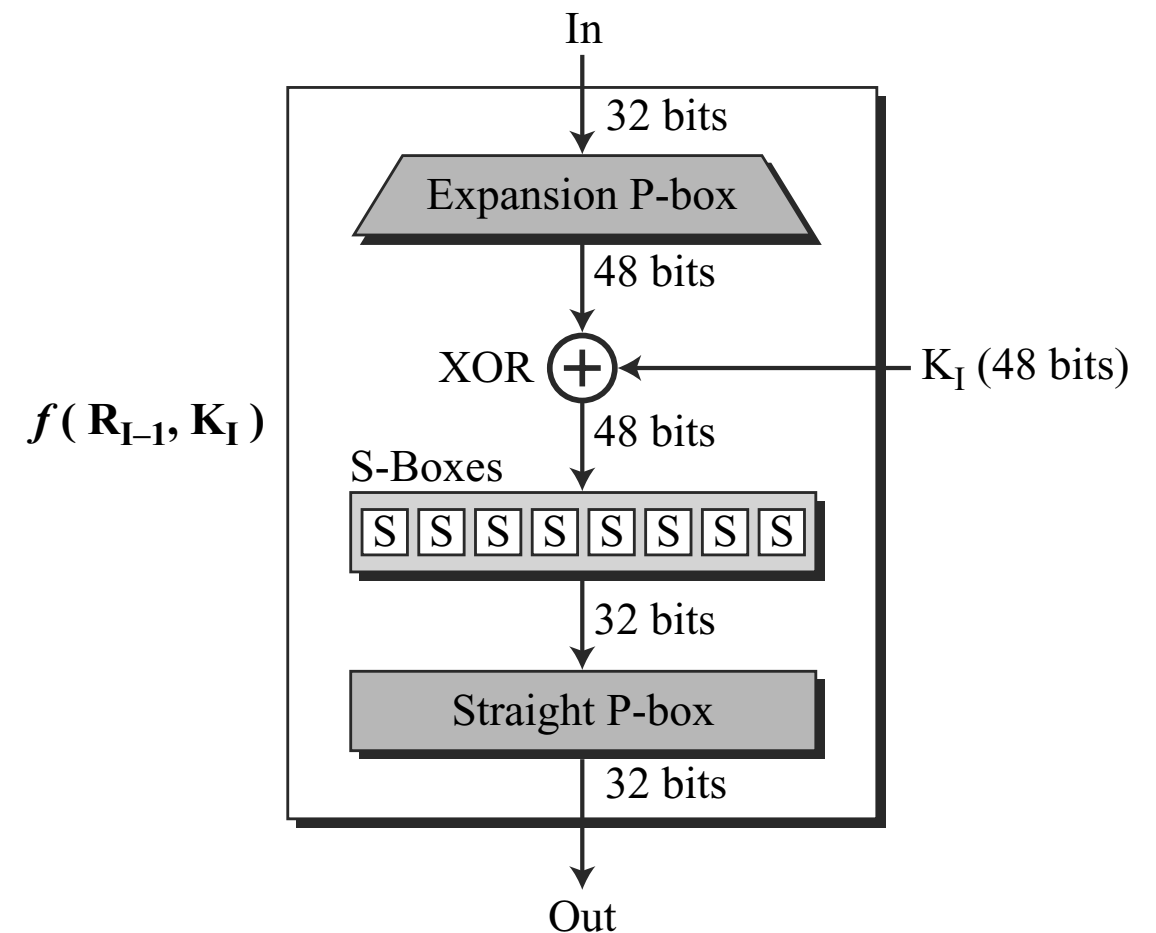 In
32 bits
Expansion P-box
48 bits
XOR + K_I (48 bits)
f ( R_I–1, K_I )
48 bits
S-Boxes
S S S S S S S S
32 bits
Straight P-box
32 bits
Out